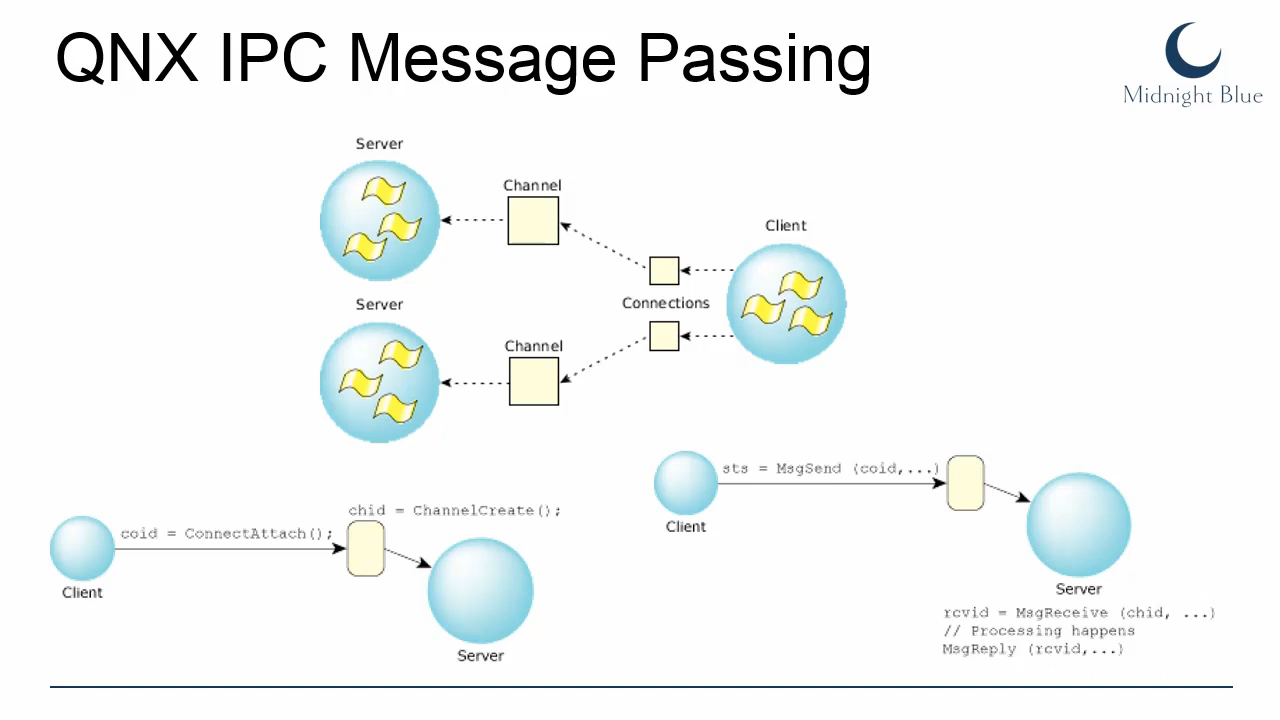 QNX IPC Message Passing
Midnight Blue
Server
Channel
Client
Server
Connections
Channel
sts = MsgSend (coid,...)
Client
chid = ChannelCreate();
coid = ConnectAttach();
Client
Server
Server
rcvid = MsgReceive (chid, ...)
// Processing happens
MsgReply (rcvid,...)